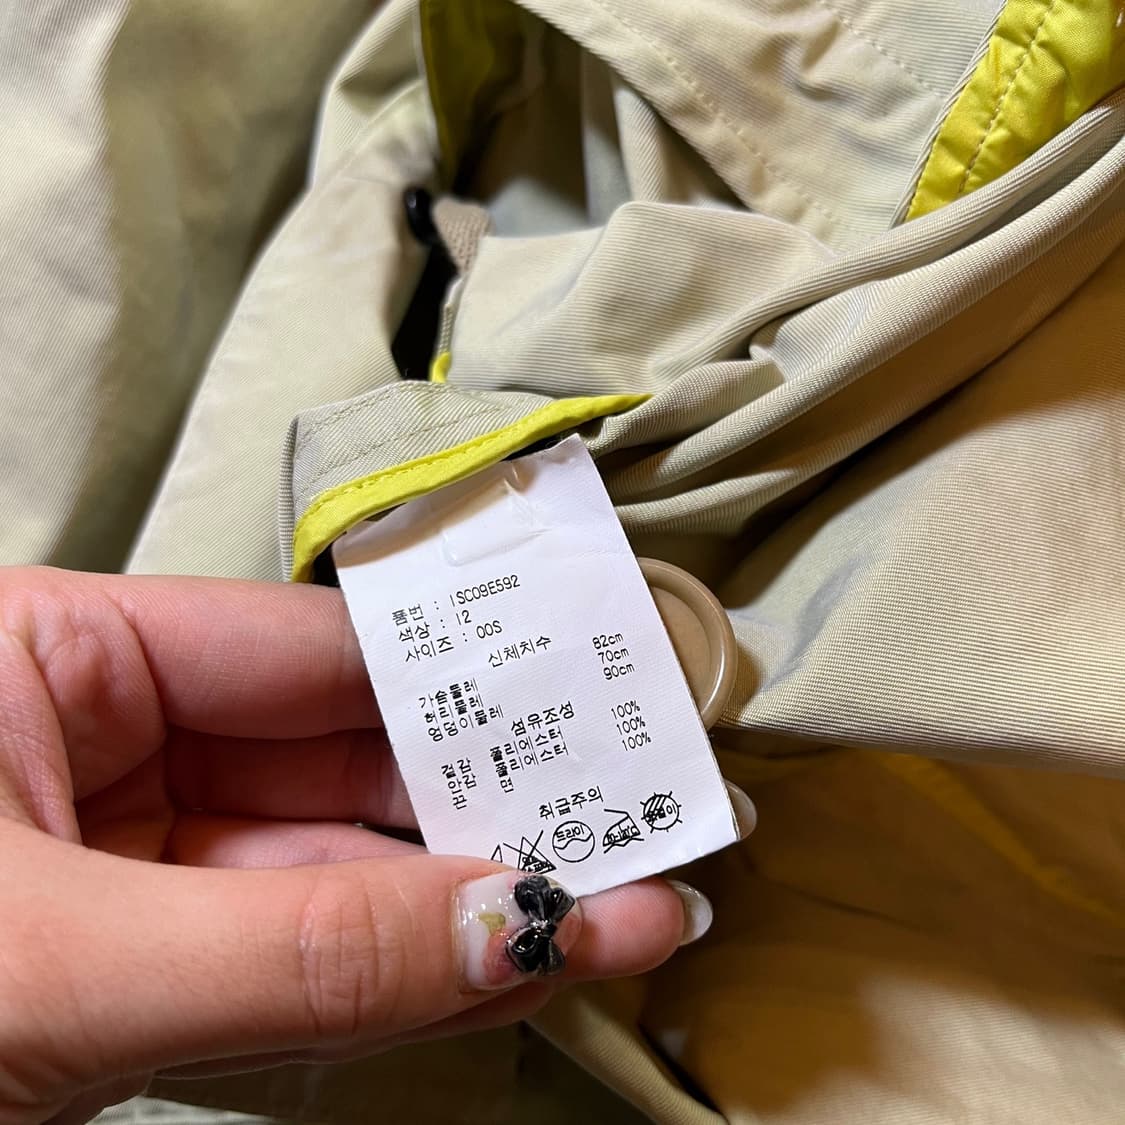 품번 : ISC09E592
색상 : 12
사이즈 : 00S
신체치수
가슴둘레 82cm
허리둘레 70cm
엉덩이둘레 90cm
섬유조성
겉감 폴리에스터 100%
안감 폴리에스터 100%
끈 면 100%
취급주의
드라이